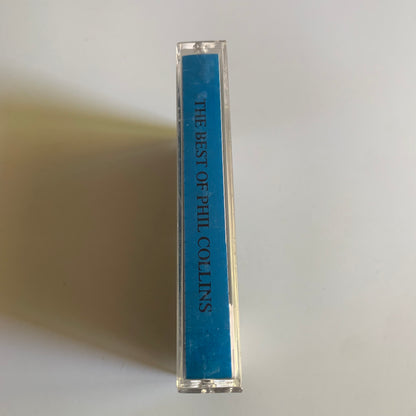 THE BEST OF PHIL COLLINS